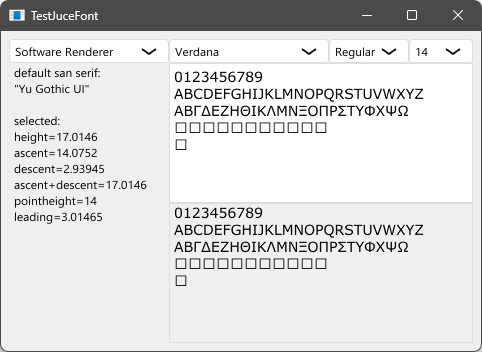 TestJuceFont
Software Renderer
Verdana
Regular
14
default san serif:
"Yu Gothic UI"
selected:
height=17.0146
ascent=14.0752
descent=2.93945
ascent+descent=17.0146
pointheight=14
leading=3.01465
0123456789
ABCDEFGHIJKLMNOPQRSTUVWXYZ
ΑΒΓΔΕΖΗΘΙΚΛΜΝΞΟΠΡΣΤΥΦΧΨΩ
□□□□□□□□□□□
□
0123456789
ABCDEFGHIJKLMNOPQRSTUVWXYZ
ΑΒΓΔΕΖΗΘΙΚΛΜΝΞΟΠΡΣΤΥΦΧΨΩ
□□□□□□□□□□□
□